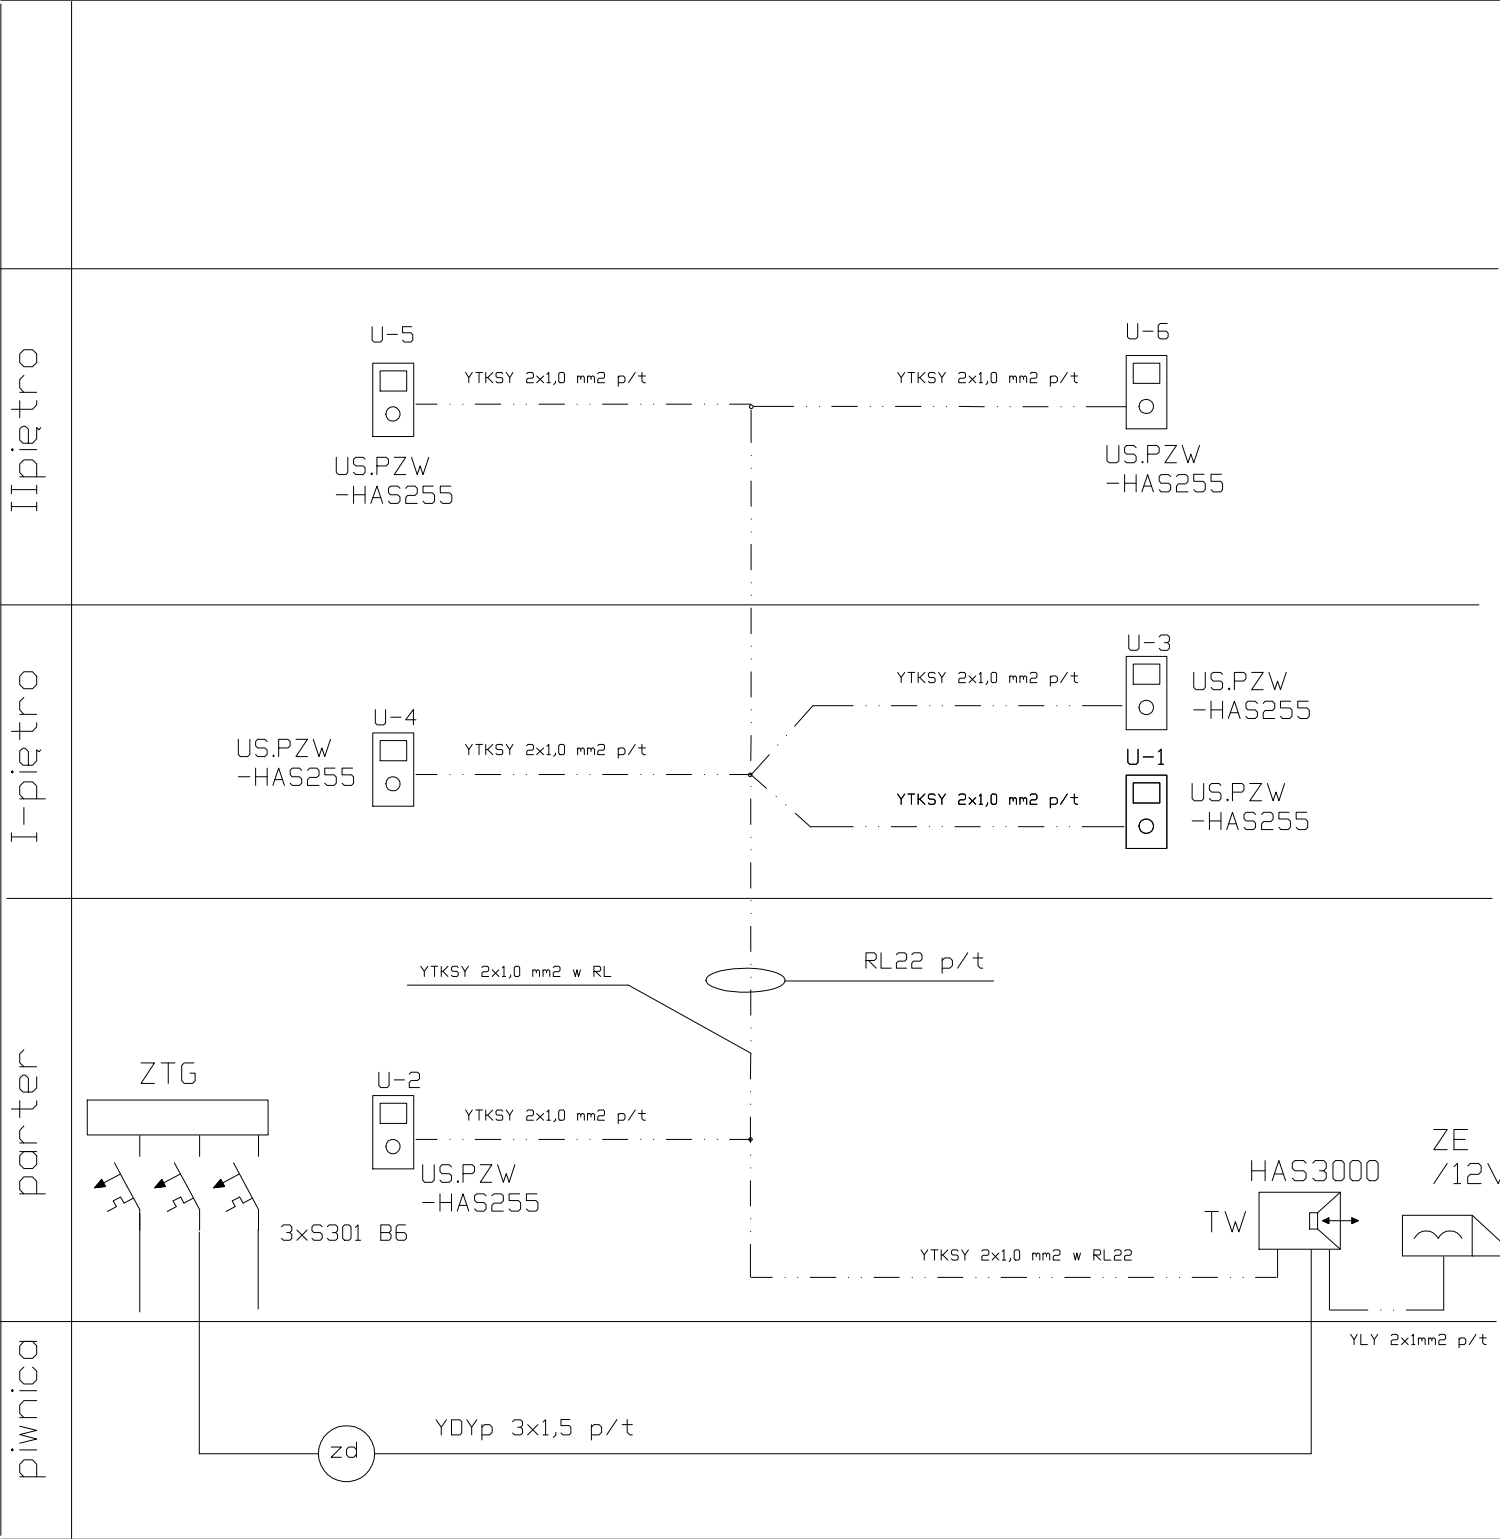 IIpiętro
U-5
U-6
YTKSY 2x1,0 mm2 p/t
YTKSY 2x1,0 mm2 p/t
US.PZW
-HAS255
US.PZW
-HAS255
I-piętro
U-3
YTKSY 2x1,0 mm2 p/t
US.PZW
-HAS255
U-4
US.PZW
-HAS255
YTKSY 2x1,0 mm2 p/t
U-1
YTKSY 2x1,0 mm2 p/t
US.PZW
-HAS255
parter
YTKSY 2x1,0 mm2 w RL
RL22 p/t
ZTG
U-2
YTKSY 2x1,0 mm2 p/t
US.PZW
-HAS255
3xS301 B6
ZE
/12V
HAS3000
TW
YTKSY 2x1,0 mm2 w RL22
YLY 2x1mm2 p/t
piwnica
YDYp 3x1,5 p/t
zd